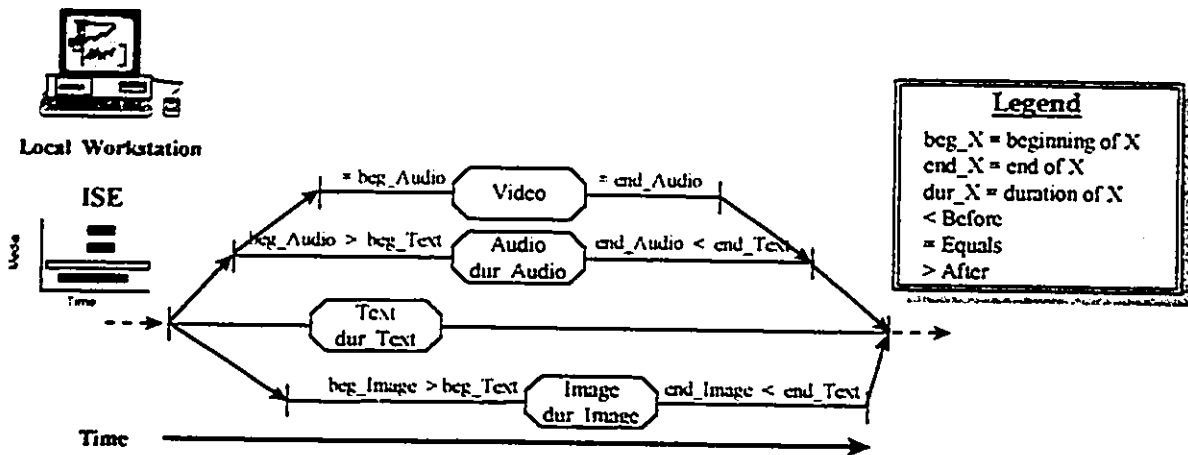 Local Workstation
ISE
Time
= beg_Audio
Video
= end_Audio
beg_Audio > beg_Text
Audio
dur_Audio
end_Audio < end_Text
Text
dur_Text
beg_Image > beg_Text
Image
dur_Image
end_Image < end_Text
Time
Legend
beg_X = beginning of X
end_X = end of X
dur_X = duration of X
< Before
= Equals
> After